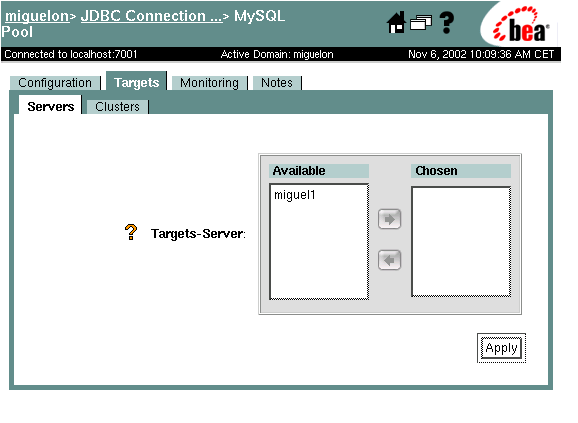 miguelon> JDBC Connection ...> MySQL
Pool
?
bea
Connected to localhost:7001 Active Domain: miguelon Nov 6, 2002 10:09:36 AM CET
Configuration Targets Monitoring Notes
Servers Clusters
Available Chosen
miguel1
? Targets-Server:
Apply